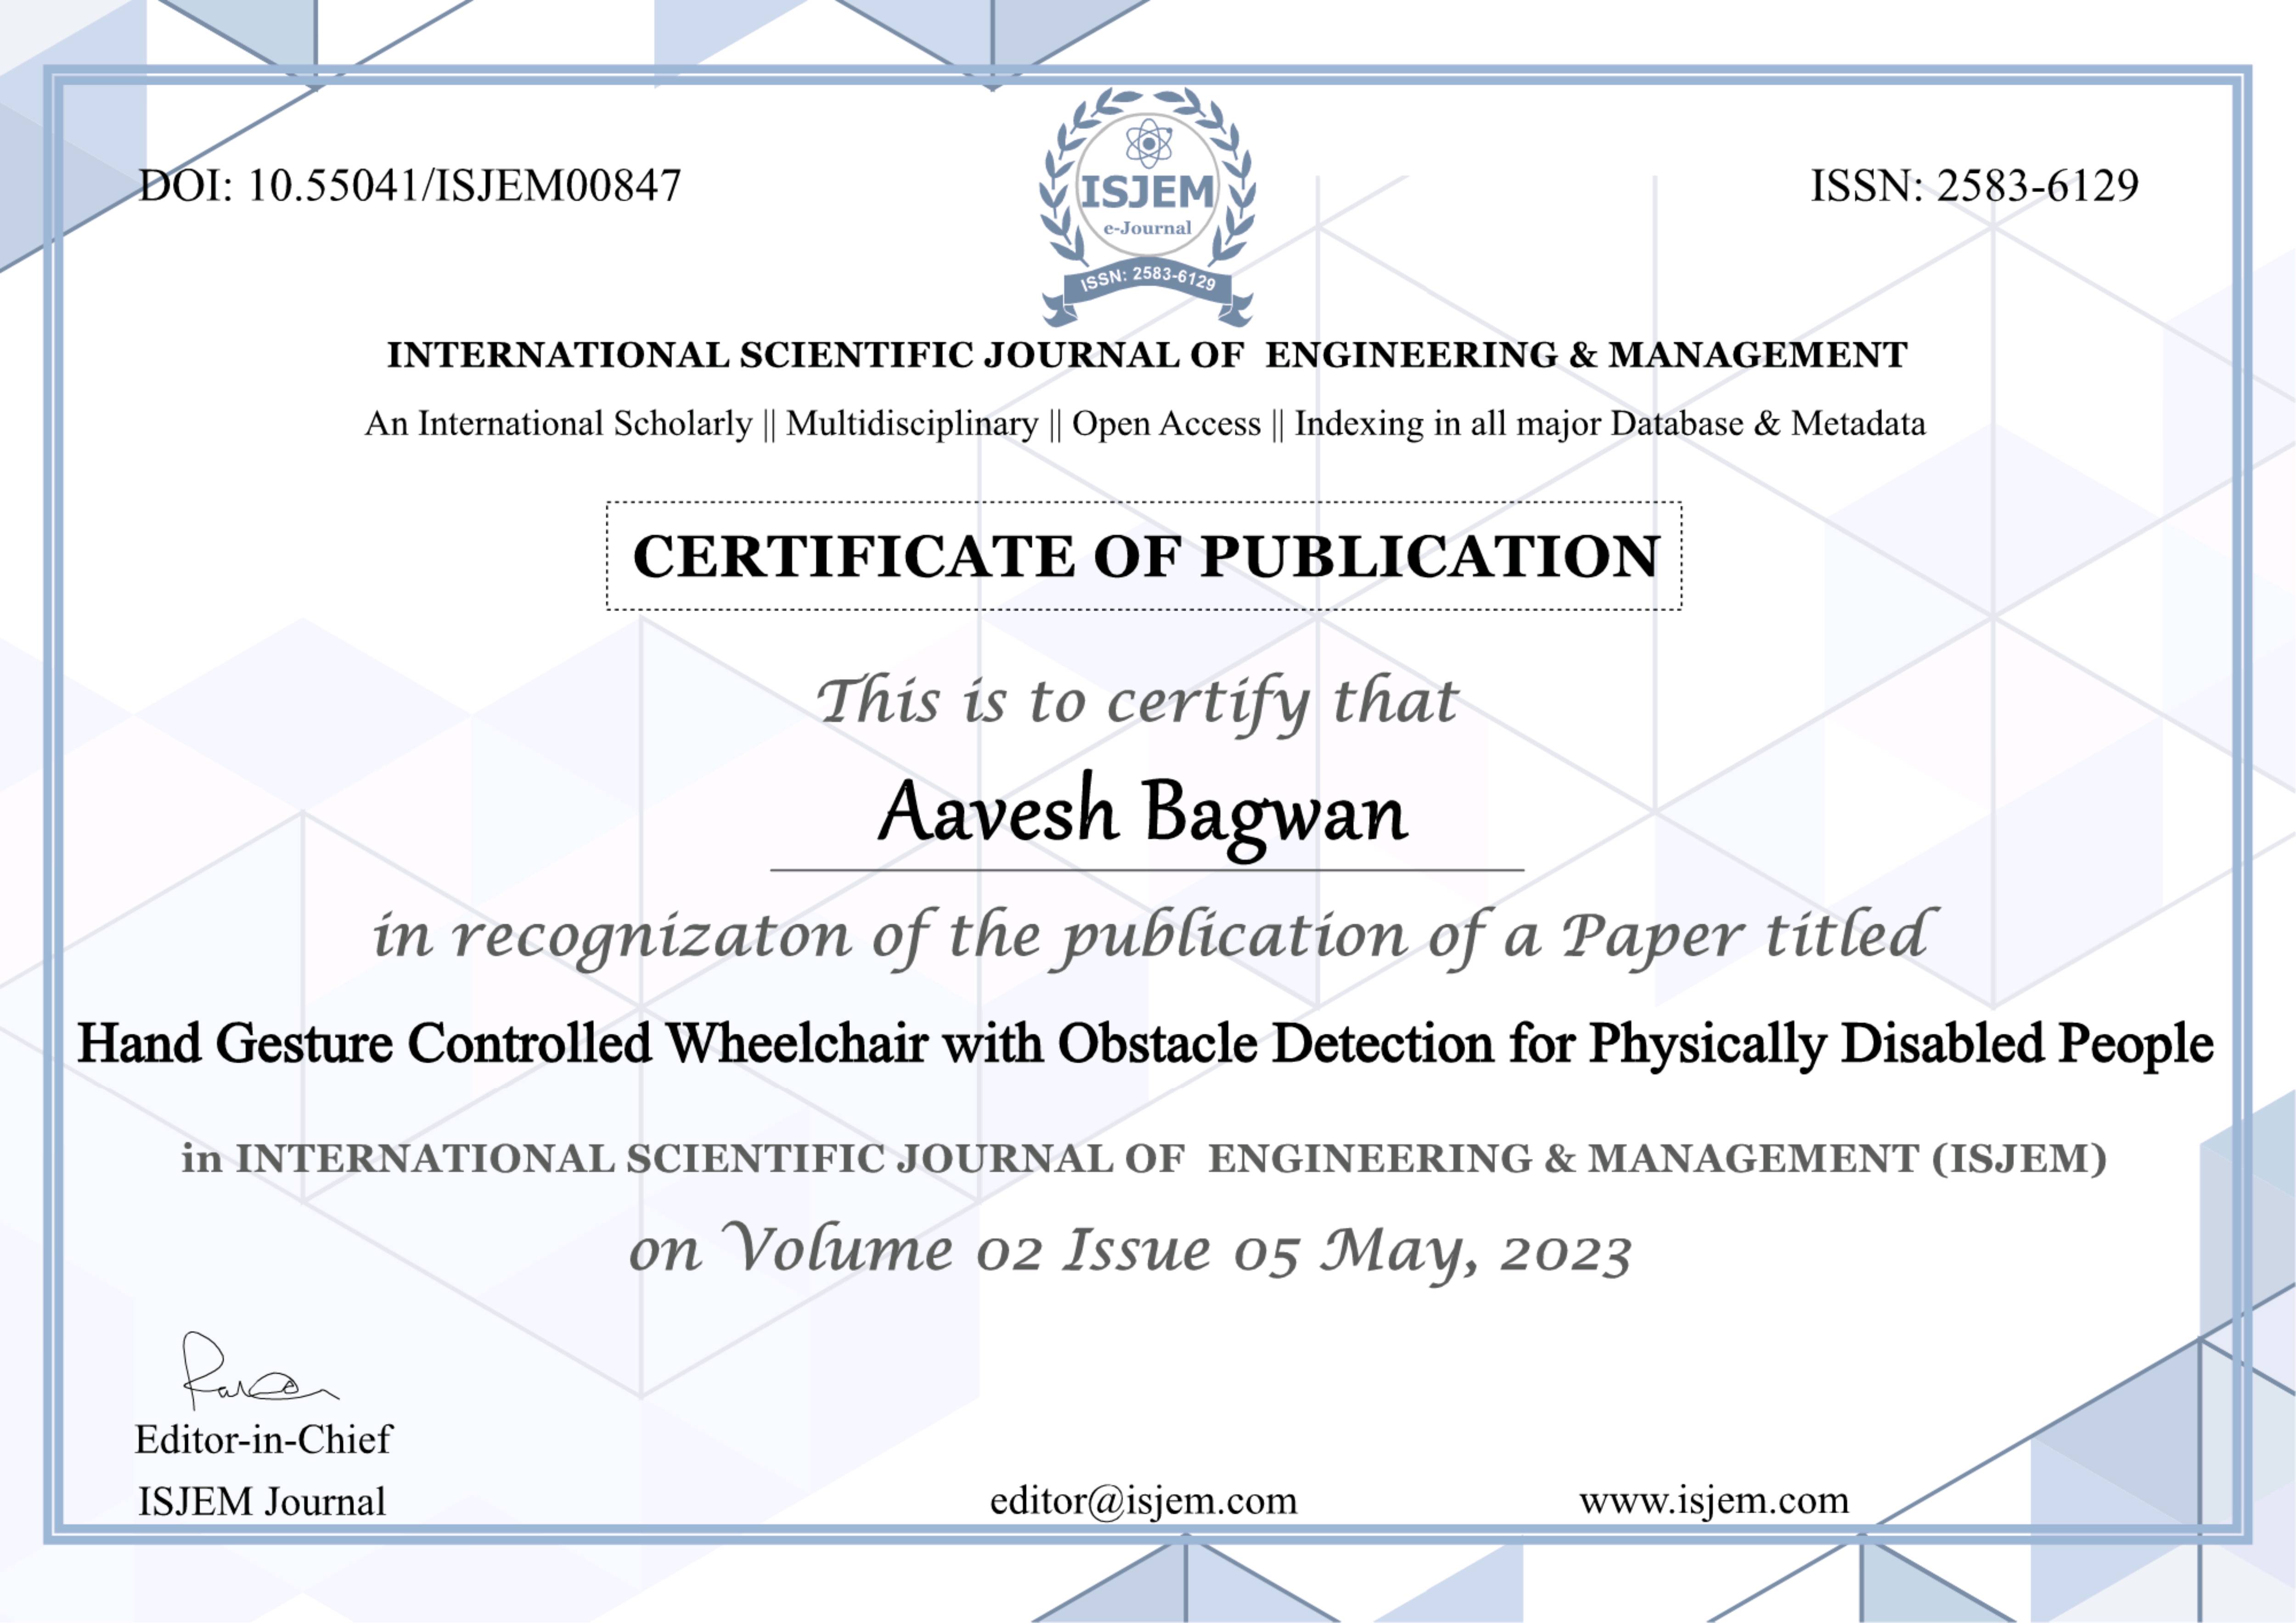 DOI: 10.55041/ISJEM00847
ISSN: 2583-6129
ISJEM
e-Journal
ISSN: 2583-6129
INTERNATIONAL SCIENTIFIC JOURNAL OF ENGINEERING & MANAGEMENT
An International Scholarly || Multidisciplinary || Open Access || Indexing in all major Database & Metadata
CERTIFICATE OF PUBLICATION
This is to certify that
Aavesh Bagwan
in recognizaton of the publication of a Paper titled
Hand Gesture Controlled Wheelchair with Obstacle Detection for Physically Disabled People
in INTERNATIONAL SCIENTIFIC JOURNAL OF ENGINEERING & MANAGEMENT (ISJEM)
on Volume 02 Issue 05 May, 2023
Editor-in-Chief
ISJEM Journal
editor@isjem.com
www.isjem.com